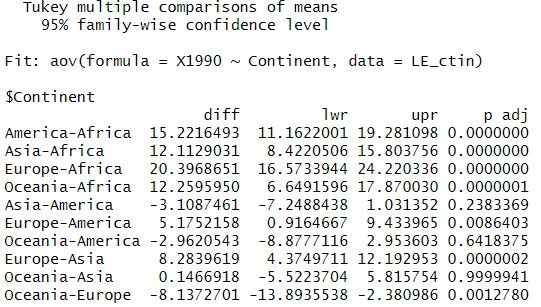 Tukey multiple comparisons of means
95% family-wise confidence level
Fit: aov(formula = X1990 ~ Continent, data = LE_ctin)
$Continent
diff lwr upr p adj
America-Africa 15.2216493 11.1622001 19.281098 0.0000000
Asia-Africa 12.1129031 8.4220506 15.803756 0.0000000
Europe-Africa 20.3968651 16.5733944 24.220336 0.0000000
Oceania-Africa 12.2595950 6.6491596 17.870030 0.0000001
Asia-America -3.1087461 -7.2488438 1.031352 0.2383369
Europe-America 5.1752158 0.9164667 9.433965 0.0086403
Oceania-America -2.9620543 -8.8777116 2.953603 0.6418375
Europe-Asia 8.2839619 4.3749711 12.192953 0.0000002
Oceania-Asia 0.1466918 -5.5223704 5.815754 0.9999941
Oceania-Europe -8.1372701 -13.8935538 -2.380986 0.0012780